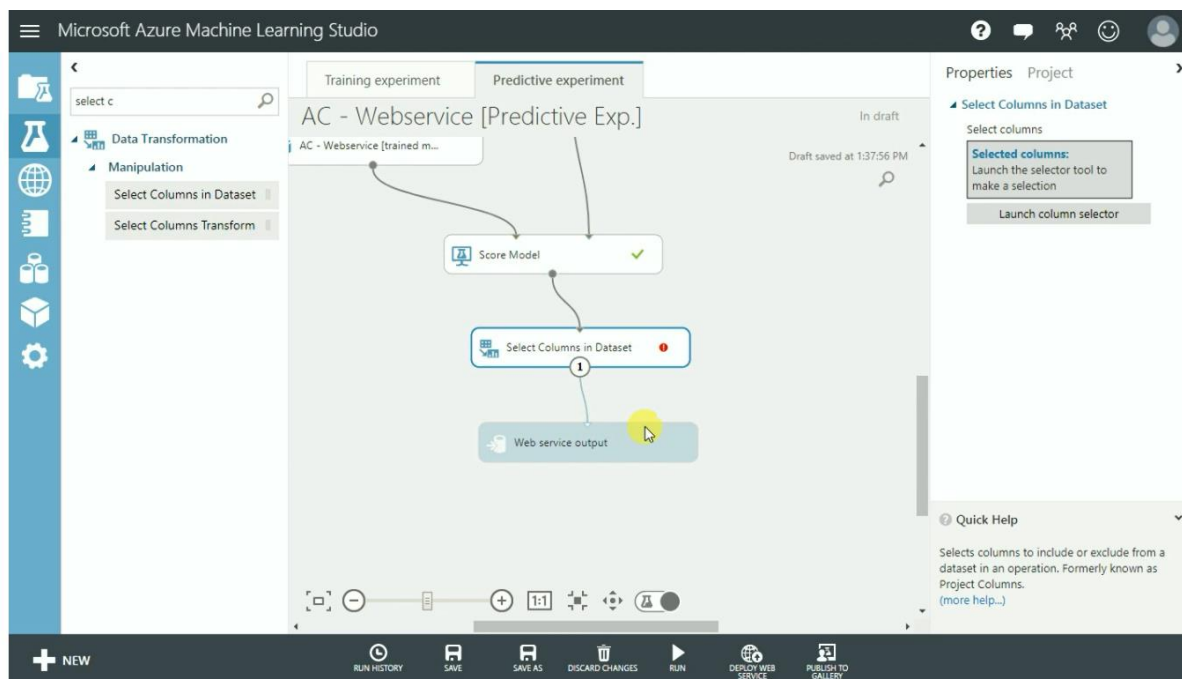 Microsoft Azure Machine Learning Studio
select c
Data Transformation
Manipulation
Select Columns in Dataset
Select Columns Transform
Training experiment
Predictive experiment
AC - Webservice [Predictive Exp.]
In draft
AC - Webservice [trained m...
Draft saved at 1:37:56 PM
Score Model
Select Columns in Dataset
1
Web service output
1:1
Properties Project
Select Columns in Dataset
Select columns
Selected columns:
Launch the selector tool to
make a selection
Launch column selector
Quick Help
Selects columns to include or exclude from a
dataset in an operation. Formerly known as
Project Columns.
(more help...)
NEW
RUN HISTORY
SAVE
SAVE AS
DISCARD CHANGES
RUN
DEPLOY WEB
SERVICE
PUBLISH TO
GALLERY